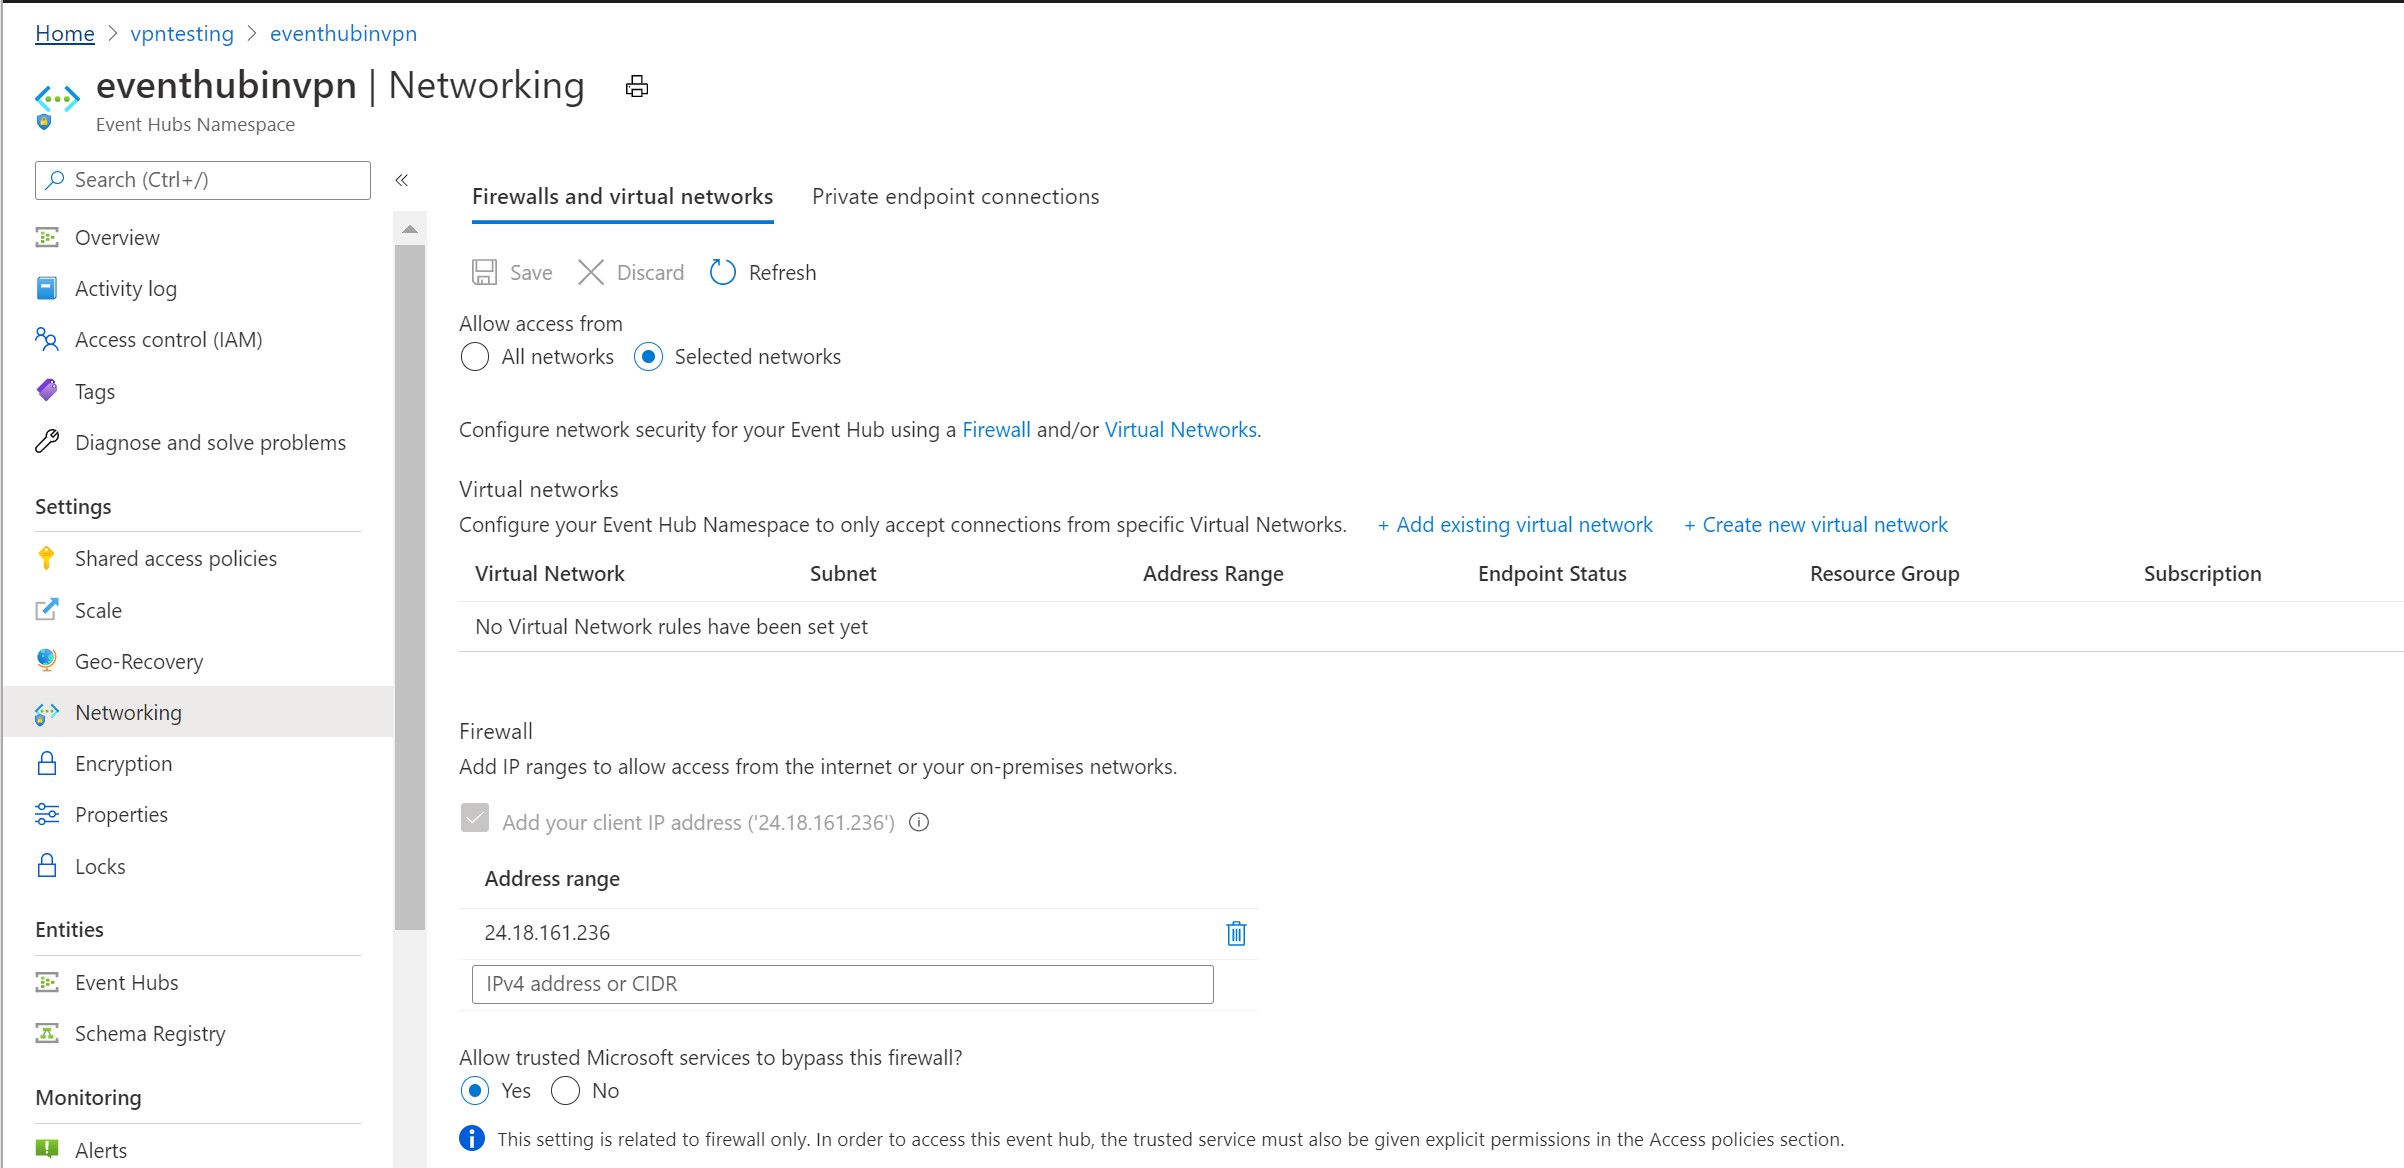 Home > vpntesting > eventhubinvpn
eventhubinvpn | Networking
Event Hubs Namespace
Search (Ctrl+/)
«
Overview
Activity log
Access control (IAM)
Tags
Diagnose and solve problems
Settings
Shared access policies
Scale
Geo-Recovery
Networking
Encryption
Properties
Locks
Entities
Event Hubs
Schema Registry
Monitoring
Alerts
Firewalls and virtual networks Private endpoint connections
Save Discard Refresh
Allow access from
All networks Selected networks
Configure network security for your Event Hub using a Firewall and/or Virtual Networks.
Virtual networks
Configure your Event Hub Namespace to only accept connections from specific Virtual Networks. + Add existing virtual network + Create new virtual network
Virtual Network Subnet Address Range Endpoint Status Resource Group Subscription
No Virtual Network rules have been set yet
Firewall
Add IP ranges to allow access from the internet or your on-premises networks.
Add your client IP address ('24.18.161.236')
Address range
24.18.161.236
IPv4 address or CIDR
Allow trusted Microsoft services to bypass this firewall?
Yes No
This setting is related to firewall only. In order to access this event hub, the trusted service must also be given explicit permissions in the Access policies section.